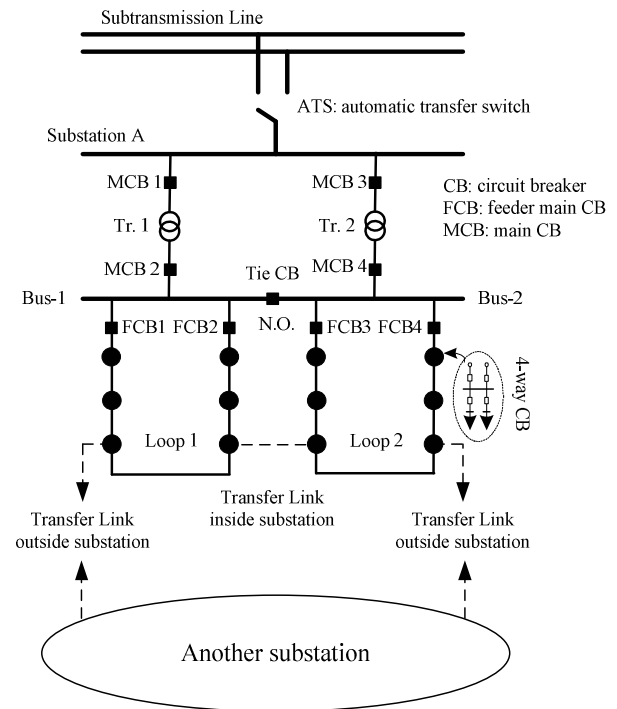 Subtransmission Line
ATS: automatic transfer switch
Substation A
MCB 1
MCB 3
CB: circuit breaker
FCB: feeder main CB
MCB: main CB
Tr. 1
Tr. 2
MCB 2
Tie CB
MCB 4
Bus-1
Bus-2
N.O.
FCB1
FCB2
FCB3
FCB4
4-way CB
Loop 1
Loop 2
Transfer Link
outside substation
Transfer Link
inside substation
Transfer Link
outside substation
Another substation